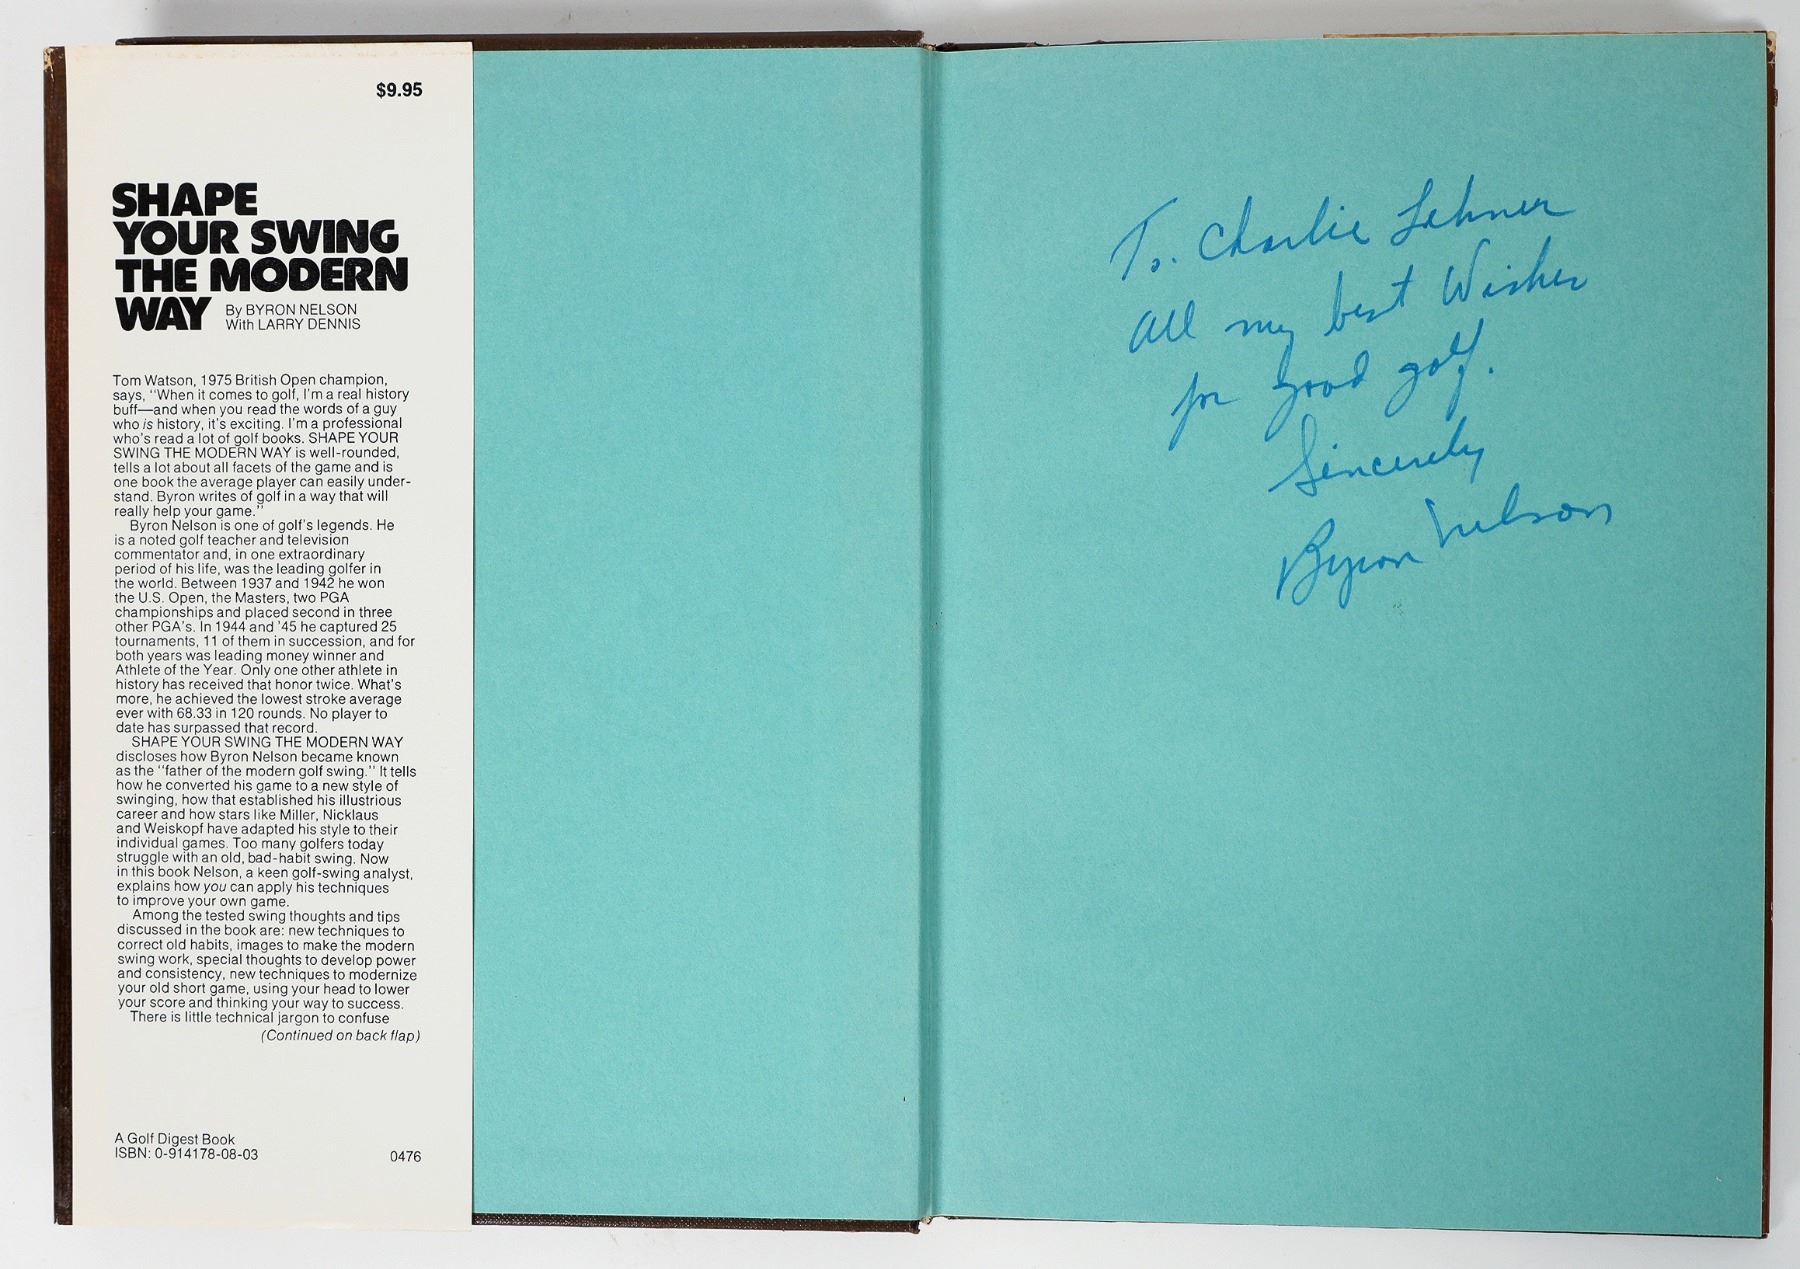 $9.95
SHAPE
YOUR SWING
THE MODERN
WAY By BYRON NELSON
With LARRY DENNIS
Tom Watson, 1975 British Open champion,
says, "When it comes to golf, I'm a real history
buff—and when you read the words of a guy
who is history, it's exciting. I'm a professional
who's read a lot of golf books. SHAPE YOUR
SWING THE MODERN WAY is well-rounded,
tells a lot about all facets of the game and is
one book the average player can easily under-
stand. Byron writes of golf in a way that will
really help your game."
Byron Nelson is one of golf's legends. He
is a noted golf teacher and television
commentator and, in one extraordinary
period of his life, was the leading golfer in
the world. Between 1937 and 1942 he won
the U.S. Open, the Masters, two PGA
championships and placed second in three
other PGA's. In 1944 and '45 he captured 25
tournaments, 11 of them in succession, and for
both years was leading money winner and
Athlete of the Year. Only one other athlete in
history has received that honor twice. What's
more, he achieved the lowest stroke average
ever with 68.33 in 120 rounds. No player to
date has surpassed that record.
SHAPE YOUR SWING THE MODERN WAY
discloses how Byron Nelson became known
as the "father of the modern golf swing." It tells
how he converted his game to a new style of
swinging, how that established his illustrious
career and how stars like Miller, Nicklaus
and Weiskopf have adapted his style to their
individual games. Too many golfers today
struggle with an old, bad-habit swing. Now
in this book Nelson, a keen golf-swing analyst,
explains how you can apply his techniques
to improve your own game.
Among the tested swing thoughts and tips
discussed in the book are: new techniques to
correct old habits, images to make the modern
swing work, special thoughts to develop power
and consistency, new techniques to modernize
your old short game, using your head to lower
your score and thinking your way to success.
There is little technical jargon to confuse
(Continued on back flap)
A Golf Digest Book
ISBN: 0-914178-08-03 0476
To. Charlie Lehner
All my best Wishes
for good golf.
Sincerely
Byron Nelson